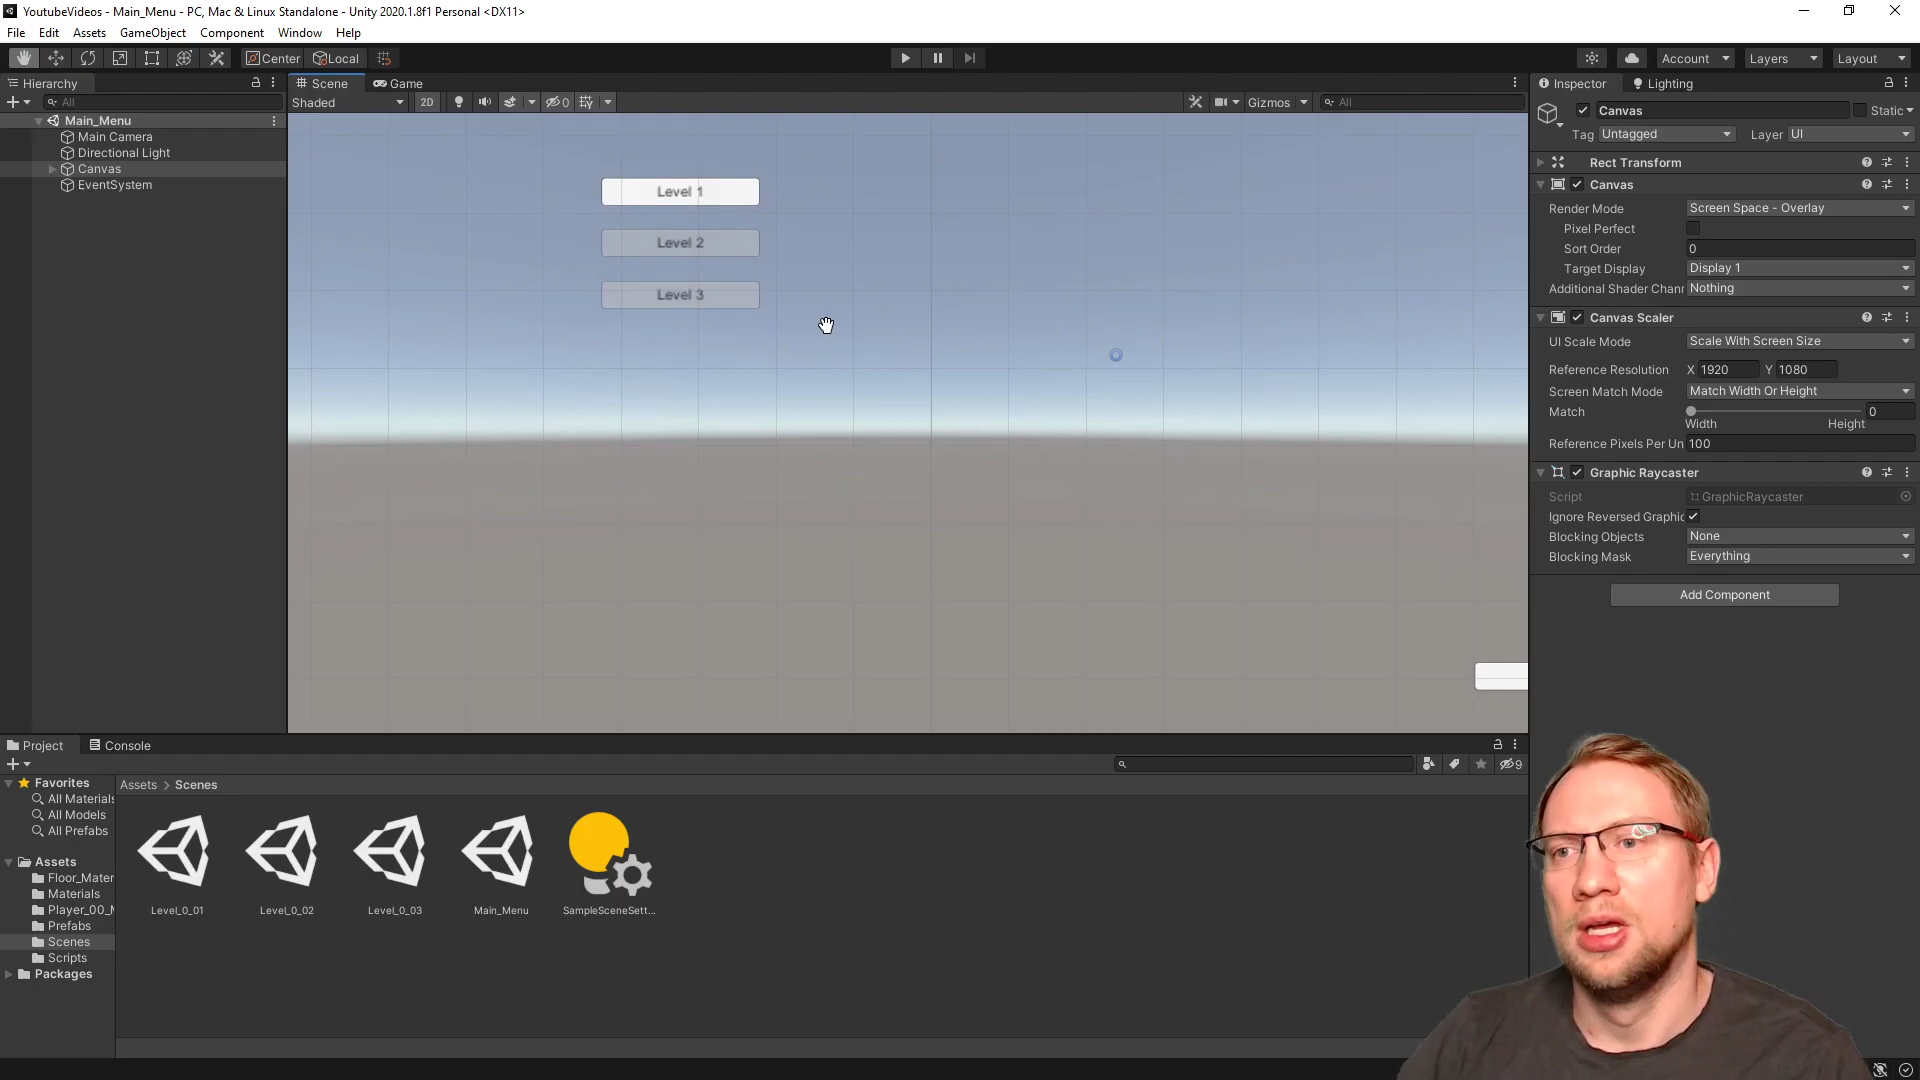 YoutubeVideos - Main_Menu - PC, Mac & Linux Standalone - Unity 2020.1.8f1 Personal <DX11>
File Edit Assets GameObject Component Window Help
Center Local Account Layers Layout
Hierarchy
All
Main_Menu
Main Camera
Directional Light
Canvas
EventSystem
Scene Game
Shaded 2D 0 Gizmos All
Level 1
Level 2
Level 3
Inspector Lighting
Canvas Static
Tag Untagged Layer UI
Rect Transform
Canvas
Render Mode Screen Space - Overlay
Pixel Perfect
Sort Order 0
Target Display Display 1
Additional Shader Chanr Nothing
Canvas Scaler
UI Scale Mode Scale With Screen Size
Reference Resolution X 1920 Y 1080
Screen Match Mode Match Width Or Height
Match 0
Width Height
Reference Pixels Per Un 100
Graphic Raycaster
Script GraphicRaycaster
Ignore Reversed Graphic
Blocking Objects None
Blocking Mask Everything
Add Component
Project Console
9
Favorites
All Materials
All Models
All Prefabs
Assets
Floor_Mater
Materials
Player_00_M
Prefabs
Scenes
Scripts
Packages
Assets > Scenes
Level_0_01
Level_0_02
Level_0_03
Main_Menu
SampleSceneSett...